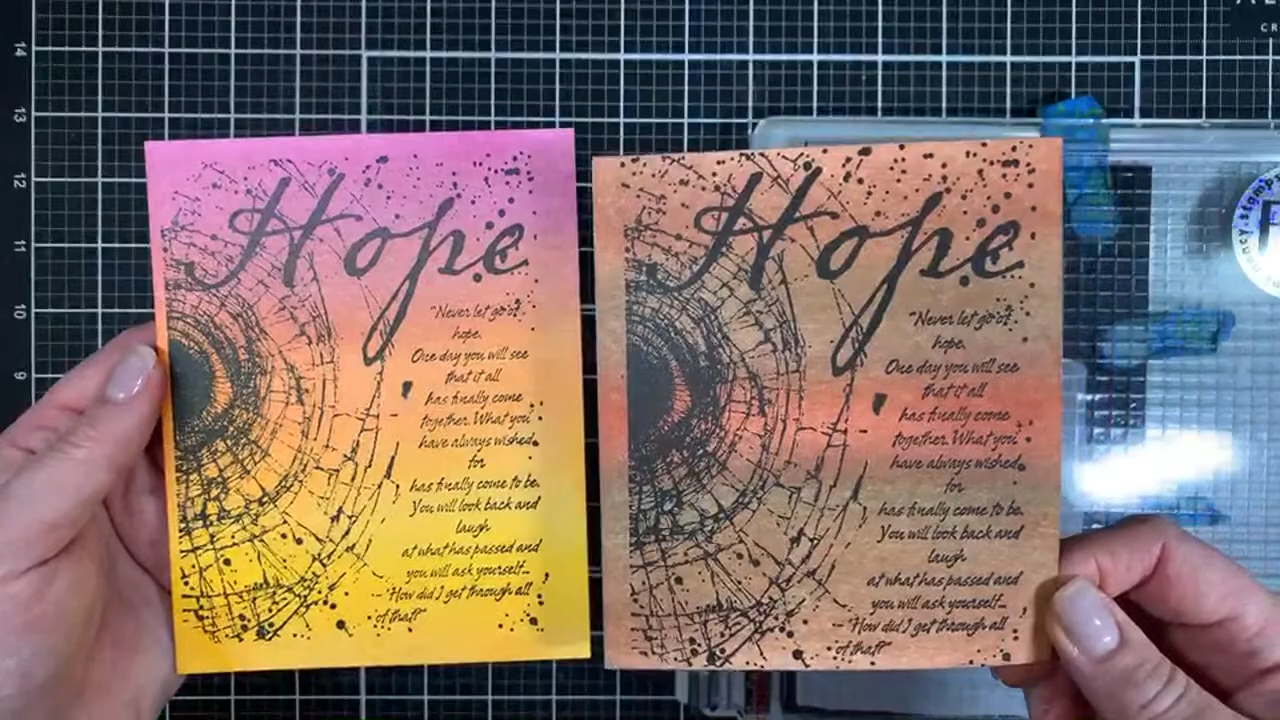 14
13
12
11
10
9
Hope
"Never let go of
hope.
One day you will see
that it all
has finally come
together. What you
have always wished
for
has finally come to be.
You will look back and
laugh
at what has passed and
you will ask yourself...
-"How did I get through all
of that?"
Hope
"Never let go of
hope.
One day you will see
that it all
has finally come
together. What you
have always wished
for
has finally come to be.
You will look back and
laugh
at what has passed and
you will ask yourself...
-"How did I get through all
of that?"